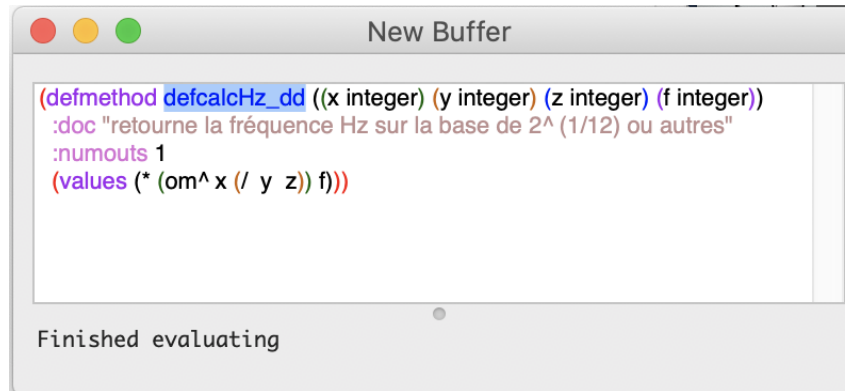 New Buffer
(defmethod defcalcHz_dd ((x integer) (y integer) (z integer) (f integer))
:doc "retourne la fréquence Hz sur la base de 2^ (1/12) ou autres"
:numouts 1
(values (* (om^ x (/  y  z)) f)))
Finished evaluating